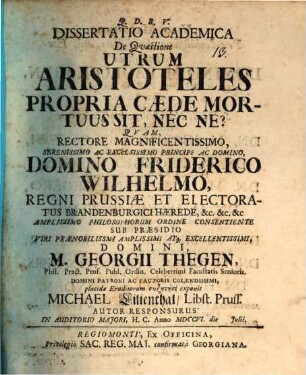 Q. D. B. V.
DISSERTATIO ACADEMICA
De Quæstione
UTRUM
ARISTOTELES
PROPRIA CÆDE MOR-
TUUS SIT, NEC NE?
QVAM,
RECTORE MAGNIFICENTISSIMO,
SERENISSIMO AC EXCELSISSIMO PRINCIPE AC DOMINO,
DOMINO FRIDERICO
WILHELMO,
REGNI PRUSSIÆ ET ELECTORA-
TUS BRANDENBURGICI HÆREDE, &c. &c. &c
AMPLISSIMO PHILOSOPHORUM ORDINE CONSENTIENTE
SUB PRÆSIDIO
VIRI PRÆNOBILISSIMI AMPLISSIMI ATQ; EXCELLENTISSIMI,
DOMINI,
M. GEORGII THEGEN,
Phil. Pract. Prof. Publ. Ordin. Celeberrimæ Facultatis Senioris,
DOMINI PATRONI AC FAUTORIS COLENDISSIMI,
placidæ Eruditorum exponit
MICHAEL Lilienthal / Libst. Pruss.
AUTOR RESPONSURUS
IN AUDITORIO MAJORI, H. C. Anno MDCCVI. die Julii.
REGIOMONTI, Ex OFFICINA,
Privilegio SAC. REG. MAJ. confirmata GEORGIANA.